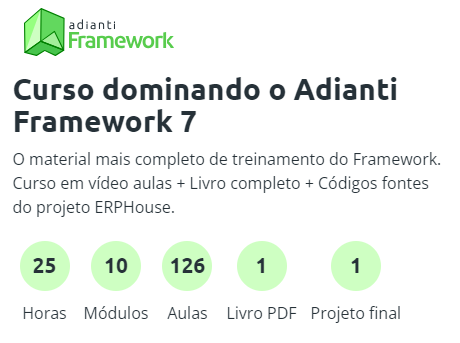 adianti
Framework
Curso dominando o Adianti
Framework 7
O material mais completo de treinamento do Framework.
Curso em vídeo aulas + Livro completo + Códigos fontes
do projeto ERPHouse.
25 10 126 1 1
Horas Módulos Aulas Livro PDF Projeto final